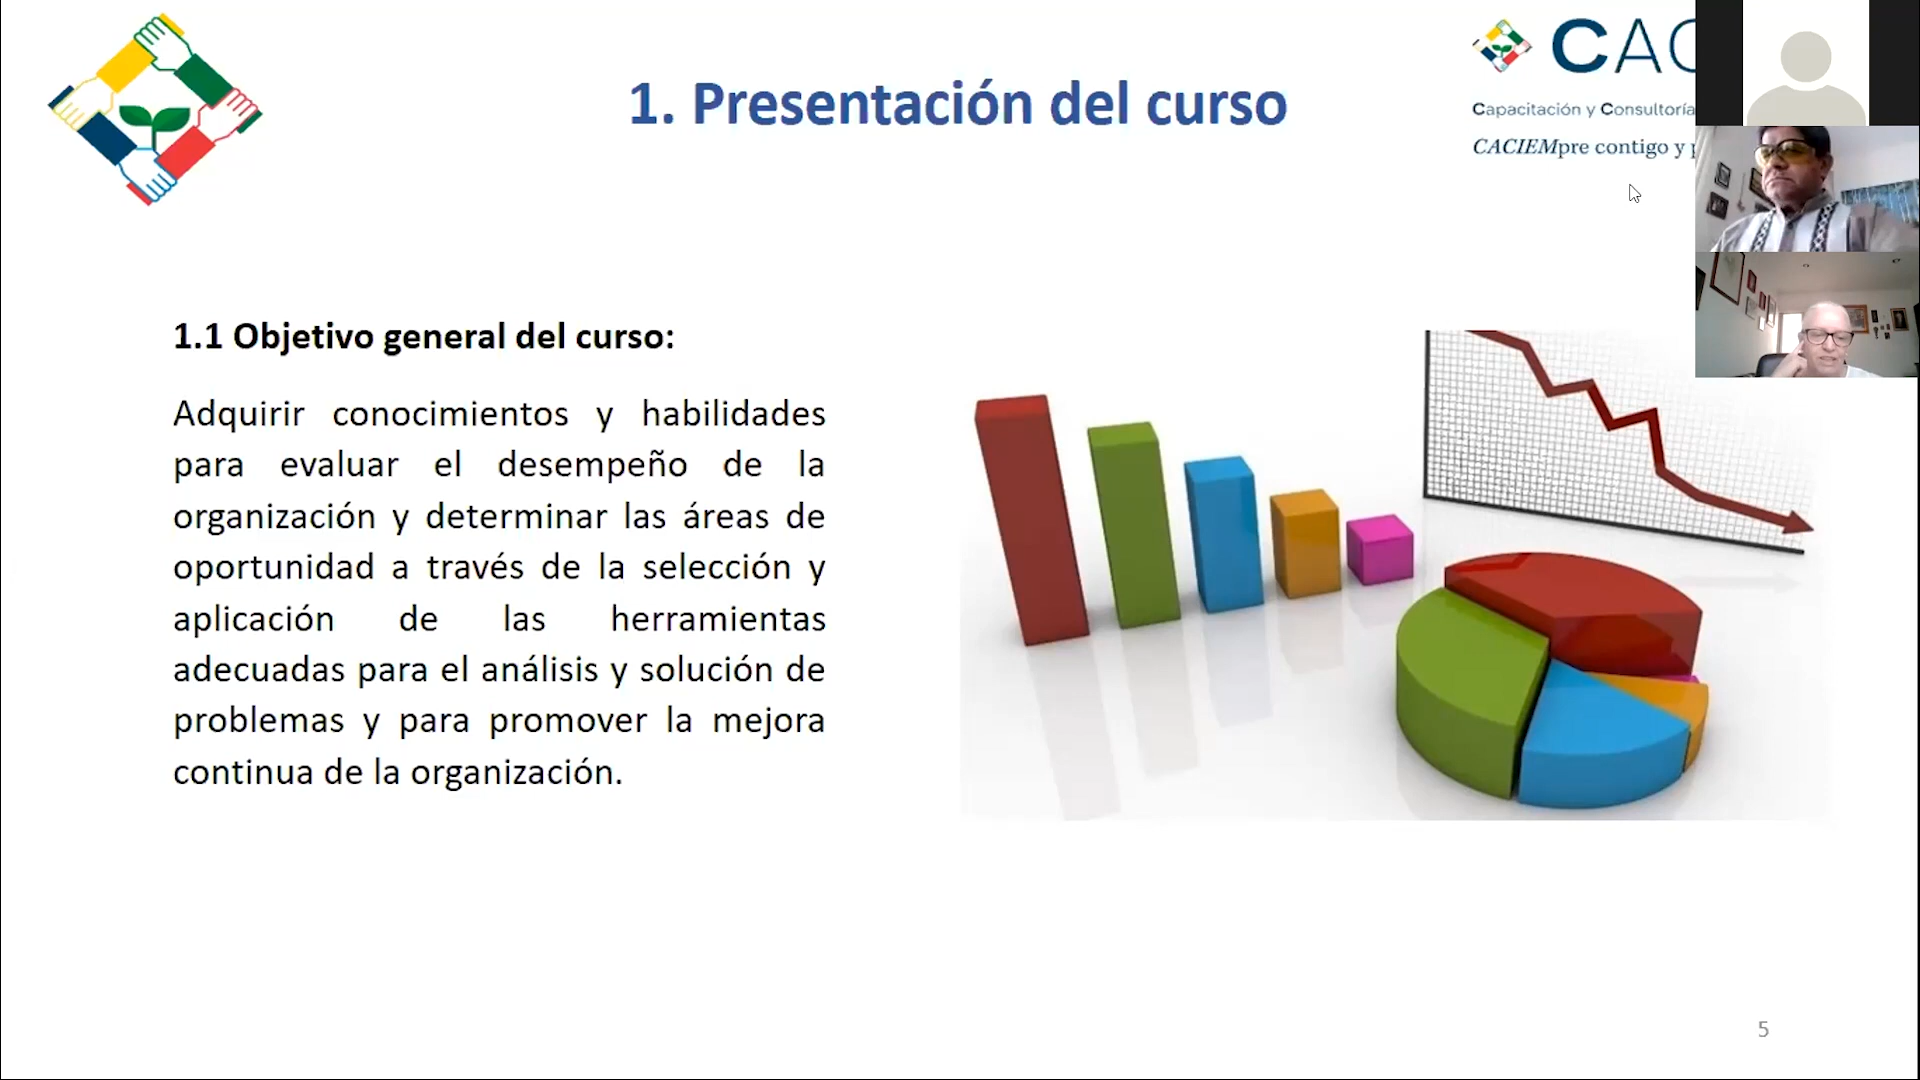 1. Presentación del curso
CAC
Capacitación y Consultoría
CACIEMpre contigo y
1.1 Objetivo general del curso:
Adquirir conocimientos y habilidades
para evaluar el desempeño de la
organización y determinar las áreas de
oportunidad a través de la selección y
aplicación de las herramientas
adecuadas para el análisis y solución de
problemas y para promover la mejora
continua de la organización.
5